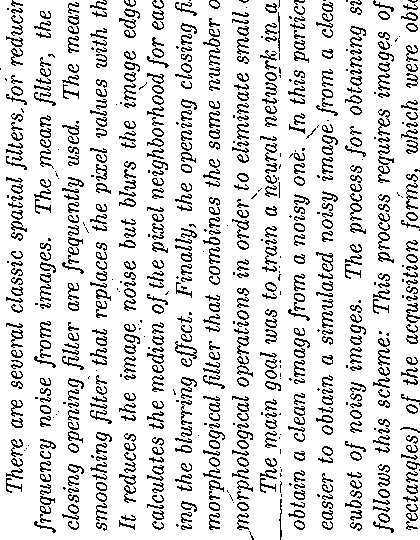 There are several classic spatial filters for reducin
frequency noise from images. The mean filter, the
closing opening filter are frequently used. The mean
smoothing filter that replaces the pixel values with th
It reduces the image noise but blurs the image edge
calculates the median of the pixel neighborhood for eac
ing the blurring effect. Finally, the opening closing fi
morphological filter that combines the same number o
morphological operations in order to eliminate small
The main goal was to train a neural network in a
obtain a clean image from a noisy one. In this partic
easier to obtain a simulated noisy image from a clea
subset of noisy images. The process for obtaining si
follows this scheme: This process requires images of
rectangles) of the acquisition forms, which were obt